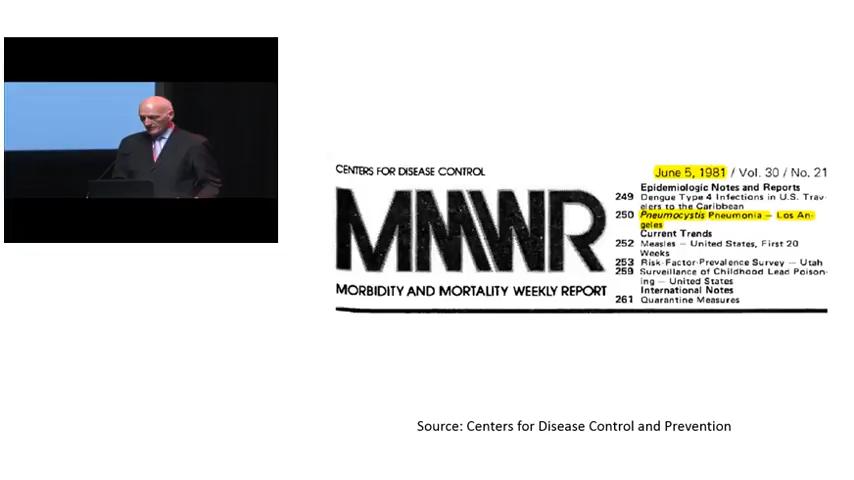 CENTERS FOR DISEASE CONTROL
MMWR
MORBIDITY AND MORTALITY WEEKLY REPORT
June 5, 1981 / Vol. 30 / No. 21
Epidemiologic Notes and Reports
249 Dengue Type 4 Infections in U.S. Trav-
elers to the Caribbean
250 Pneumocystis Pneumonia — Los An-
geles
Current Trends
252 Measles — United States, First 20
Weeks
253 Risk-Factor-Prevalence Survey — Utah
259 Surveillance of Childhood Lead Poison-
ing — United States
International Notes
261 Quarantine Measures
Source: Centers for Disease Control and Prevention